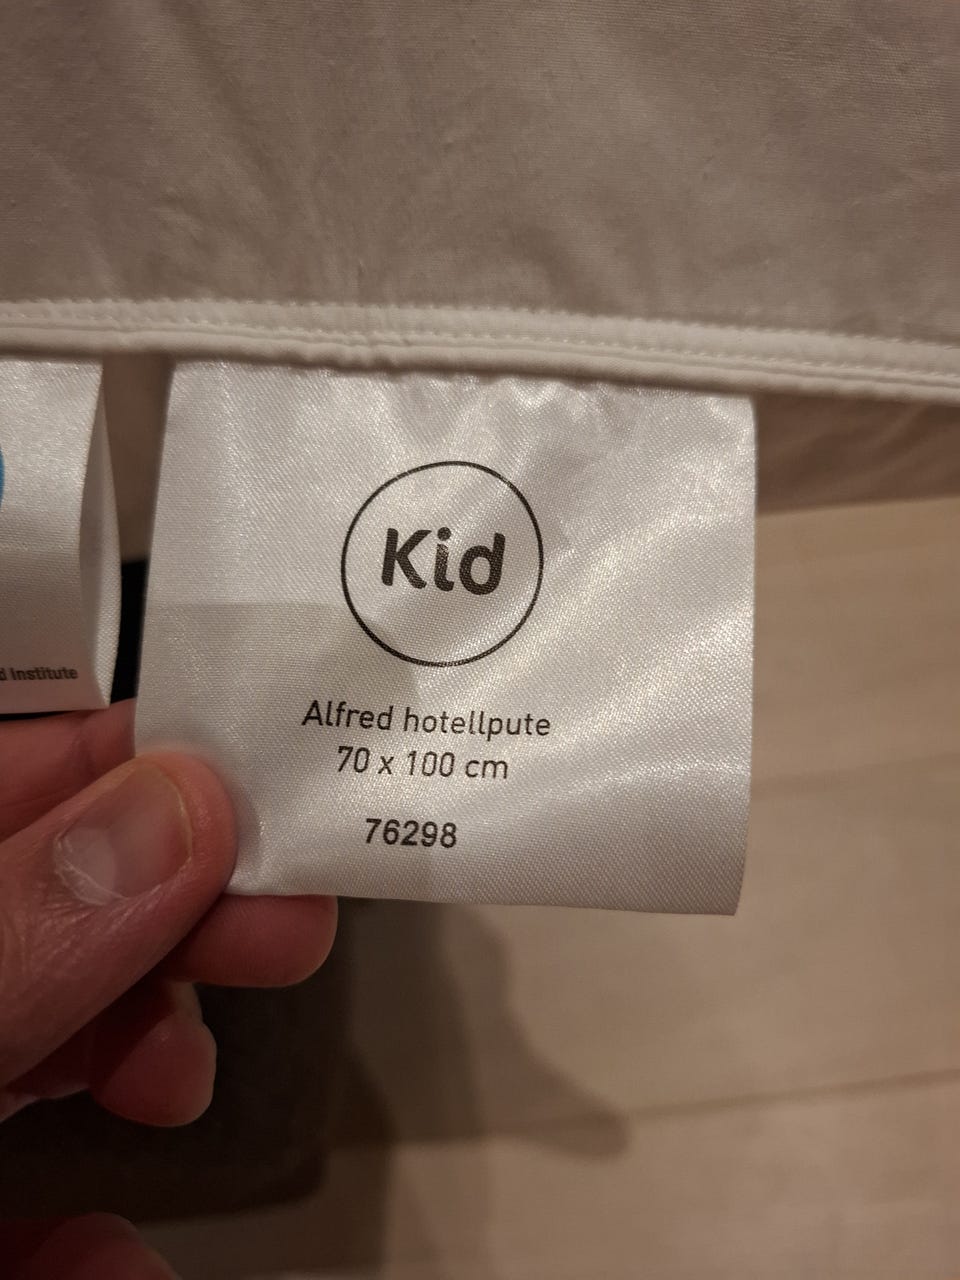 Kid
Alfred hotellpute
70 x 100 cm
76298
Institute